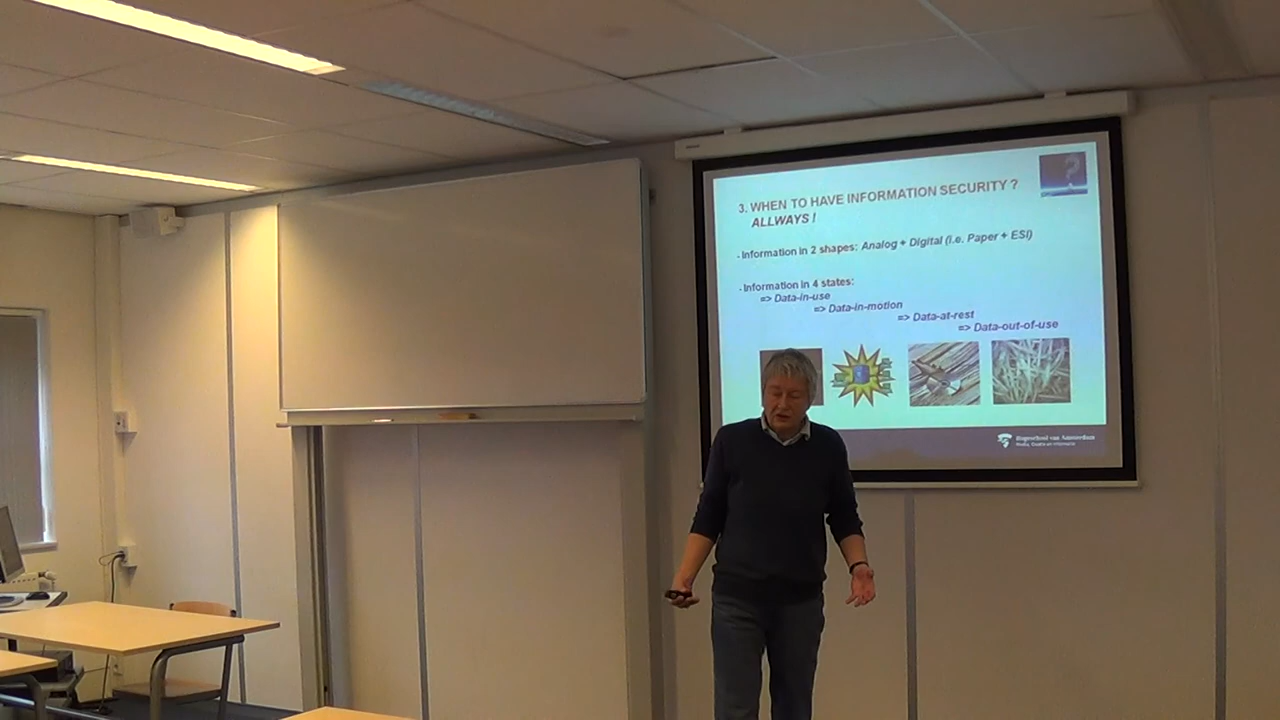 3. WHEN TO HAVE INFORMATION SECURITY ?
ALLWAYS !
- Information in 2 shapes: Analog + Digital (i.e. Paper + ESI)
- Information in 4 states:
=> Data-in-use
=> Data-in-motion
=> Data-at-rest
=> Data-out-of-use
Hogeschool van Amsterdam